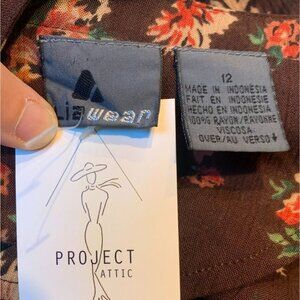 wear
12
MADE IN INDONESIA
FAIT EN INDONESIE
HECHO EN INDONESIA
100% RAYON/RAYONNE
VISCOSA
OVER/AU VERSO
PROJECT
ATTIC